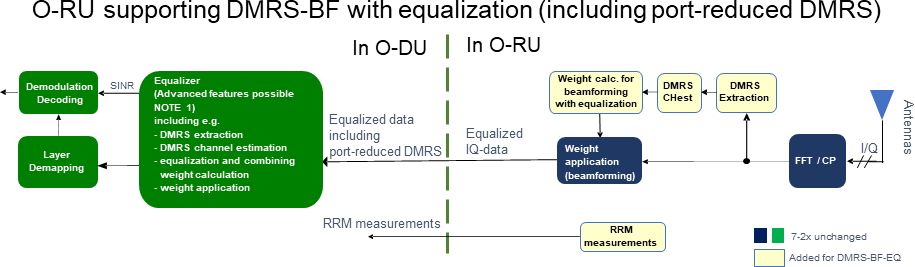 O-RU supporting DMRS-BF with equalization (including port-reduced DMRS)
In O-DU
In O-RU
Demodulation
Decoding
SINR
Layer
Demapping
Equalizer
(Advanced features possible
NOTE 1)
including e.g.
- DMRS extraction
- DMRS channel estimation
- equalization and combining
weight calculation
- weight application
Equalized data
including
port-reduced DMRS
Equalized
IQ-data
Weight calc. for
beamforming
with equalization
DMRS
CHest
DMRS
Extraction
Weight
application
(beamforming)
FFT / CP
I/Q
Antennas
RRM measurements
RRM
measurements
7-2x unchanged
Added for DMRS-BF-EQ